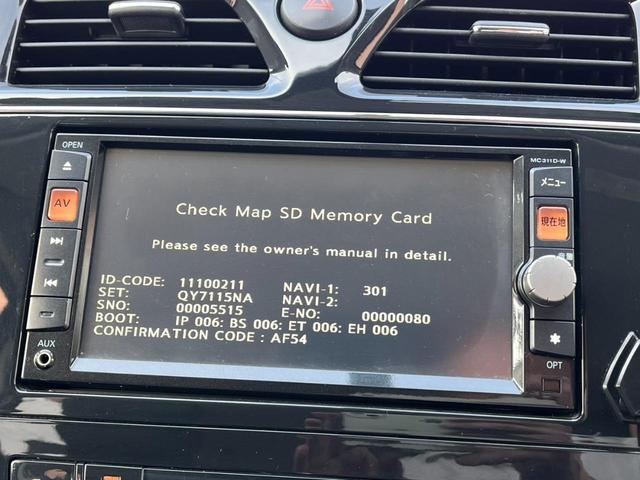 OPEN
MC311D-W
AV
メニュー
現在地
Check Map SD Memory Card
Please see the owner's manual in detail.
ID-CODE: 11100211 NAVI-1: 301
SET: QY7115NA NAVI-2:
SNO: 00005515 E-NO: 00000080
BOOT: IP 006: BS 006: ET 006: EH 006
CONFIRMATION CODE : AF54
AUX
OPT